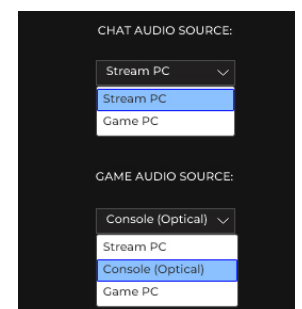 CHAT AUDIO SOURCE:
Stream PC
Stream PC
Game PC
GAME AUDIO SOURCE:
Console (Optical)
Stream PC
Console (Optical)
Game PC